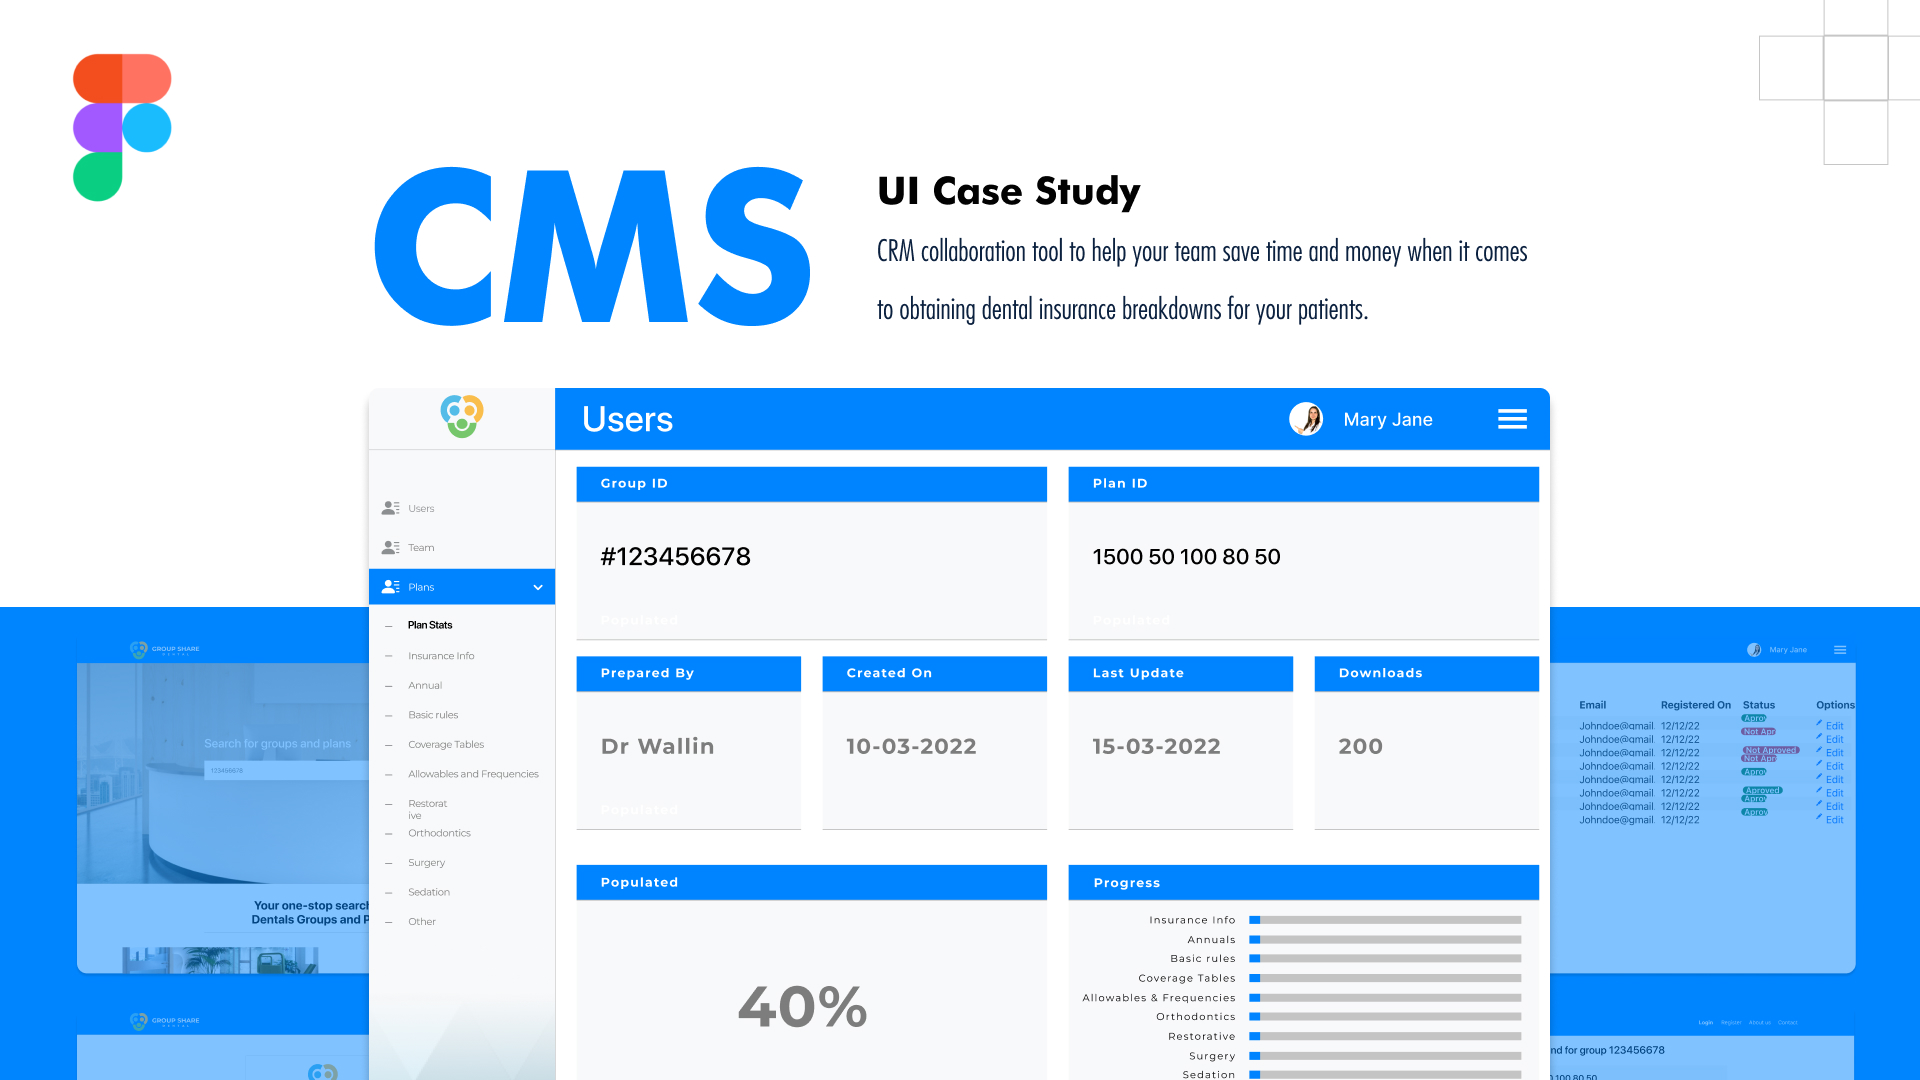 CMS
UI Case Study
CRM collaboration tool to help your team save time and money when it comes
to obtaining dental insurance breakdowns for your patients.
Users
Mary Jane
Users
Team
Plans
Plan Stats
Insurance Info
Annual
Basic rules
Coverage Tables
Allowables and Frequencies
Restorat
ive
Orthodontics
Surgery
Sedation
Other
Group ID
#123456678
Populated
Plan ID
1500 50 100 80 50
Populated
Prepared By
Dr Wallin
Populated
Created On
10-03-2022
Last Update
15-03-2022
Downloads
200
Populated
40%
Progress
Insurance Info
Annuals
Basic rules
Coverage Tables
Allowables & Frequencies
Orthodontics
Restorative
Surgery
Sedation
GROUP SHARE
DENTAL
Search for groups and plans
123456678
Your one-stop search
Dentals Groups and P
GROUP SHARE
DENTAL
Mary Jane
Email Registered On Status Options
Johndoe@gmail. 12/12/22 Aprov Edit
Johndoe@gmail. 12/12/22 Not Apr Edit
Johndoe@gmail. 12/12/22 Not Aproved Edit
Johndoe@gmail. 12/12/22 Not Apr Edit
Johndoe@gmail. 12/12/22 Aprov Edit
Johndoe@gmail. 12/12/22 Aproved Edit
Johndoe@gmail. 12/12/22 Aprov Edit
Johndoe@gmail. 12/12/22 Aprov Edit
Login Register About us Contact
nd for group 123456678
0 100 80 50